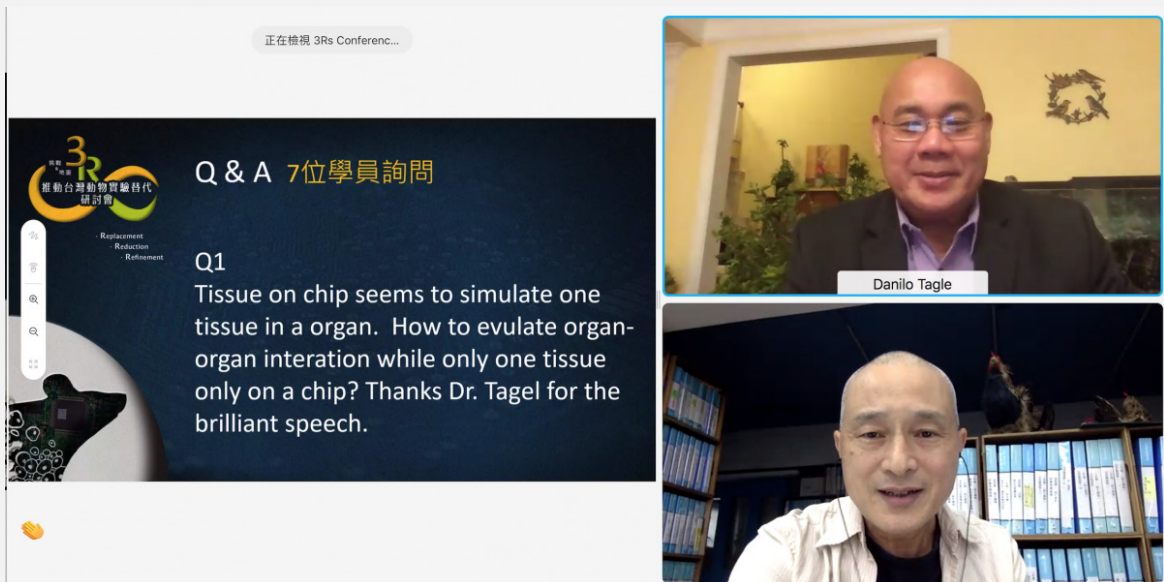 正在檢視 3Rs Conferenc...
3R
推動台灣動物實驗替代
研討會
· Replacement
· Reduction
· Refinement
Q & A 7位學員詢問
Q1
Tissue on chip seems to simulate one
tissue in a organ. How to evulate organ-
organ interation while only one tissue
only on a chip? Thanks Dr. Tagel for the
brilliant speech.
Danilo Tagle